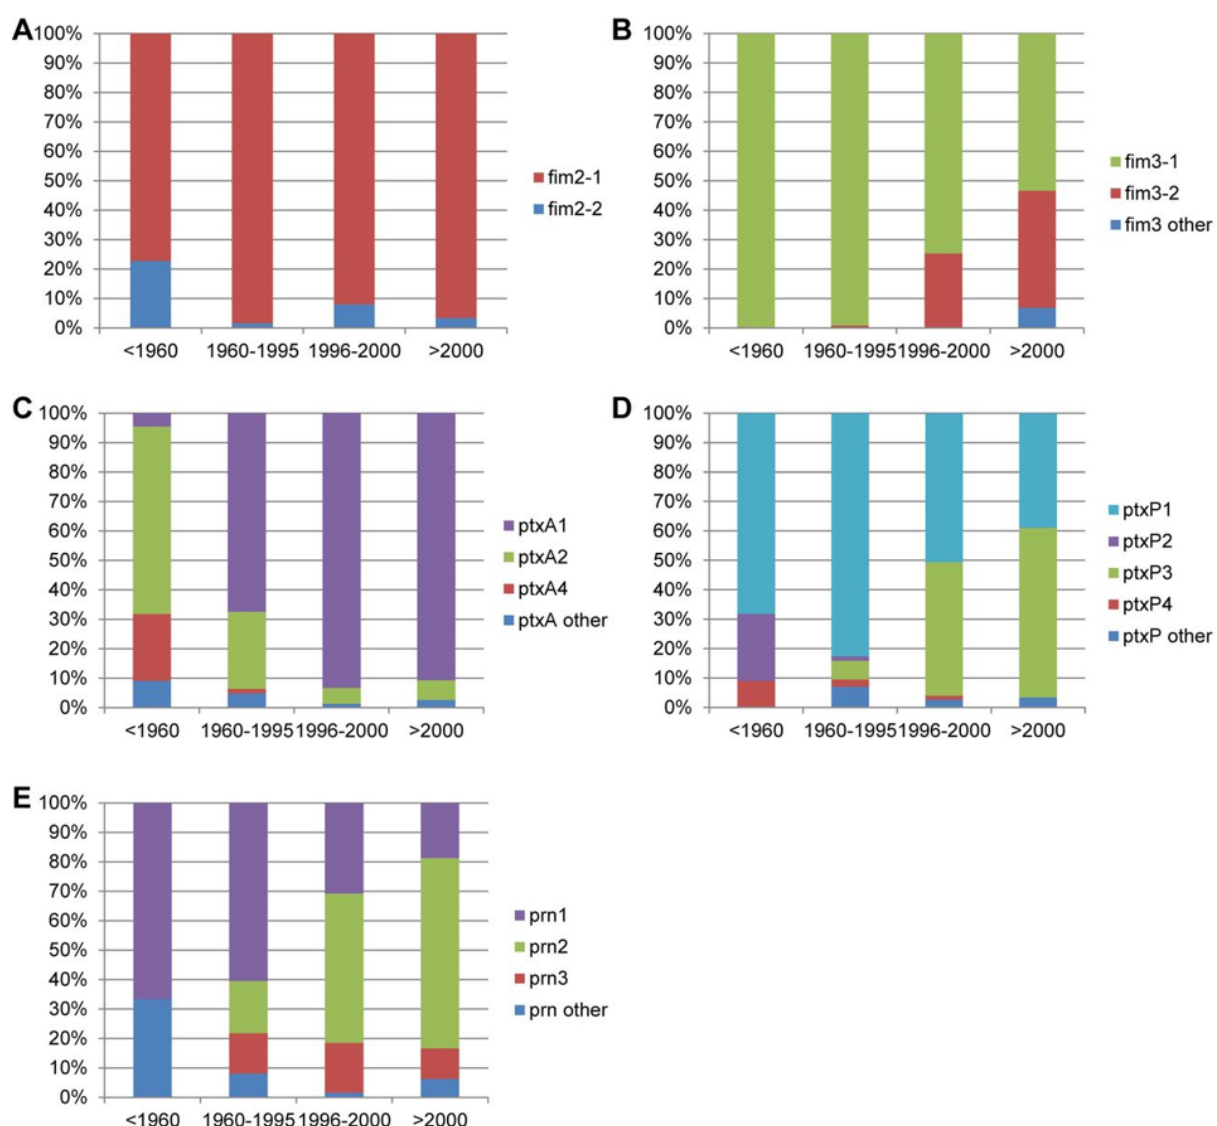 A
100%
90%
80%
70%
60%
50%
40%
30%
20%
10%
0%
<1960 1960-1995 1996-2000 >2000
fim2-1
fim2-2
B
100%
90%
80%
70%
60%
50%
40%
30%
20%
10%
0%
<1960 1960-1995 1996-2000 >2000
fim3-1
fim3-2
fim3 other
C
100%
90%
80%
70%
60%
50%
40%
30%
20%
10%
0%
<1960 1960-1995 1996-2000 >2000
ptxA1
ptxA2
ptxA4
ptxA other
D
100%
90%
80%
70%
60%
50%
40%
30%
20%
10%
0%
<1960 1960-1995 1996-2000 >2000
ptxP1
ptxP2
ptxP3
ptxP4
ptxP other
E
100%
90%
80%
70%
60%
50%
40%
30%
20%
10%
0%
<1960 1960-1995 1996-2000 >2000
prn1
prn2
prn3
prn other